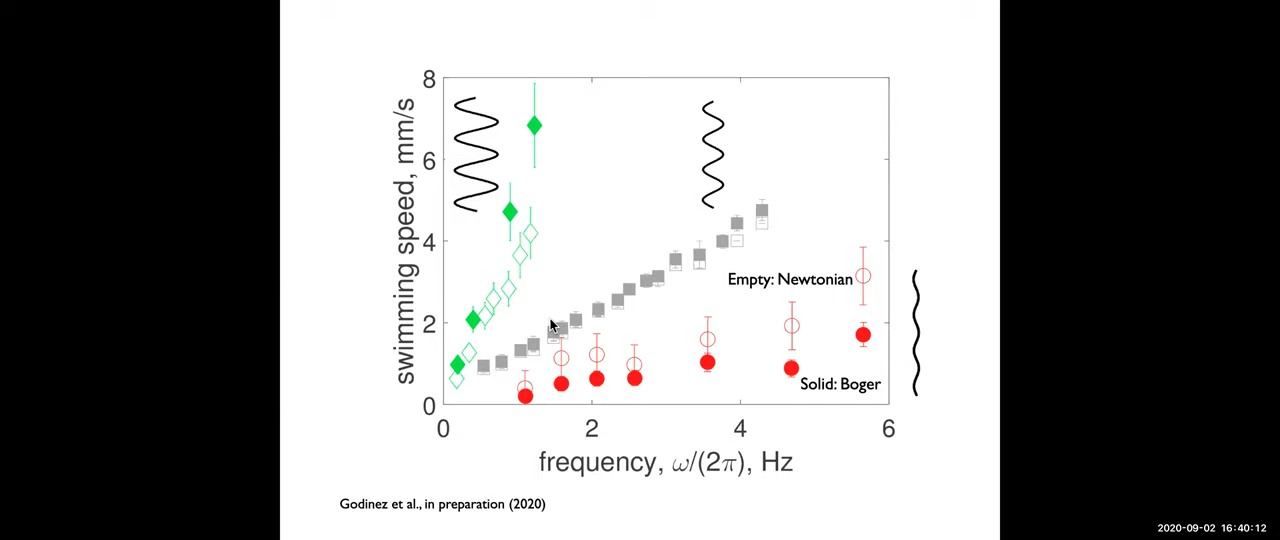 8
6
4
2
0
swimming speed, mm/s
Empty: Newtonian
Solid: Boger
0 2 4 6
frequency, ω/(2π), Hz
Godinez et al., in preparation (2020)
2020-09-02 16:40:12